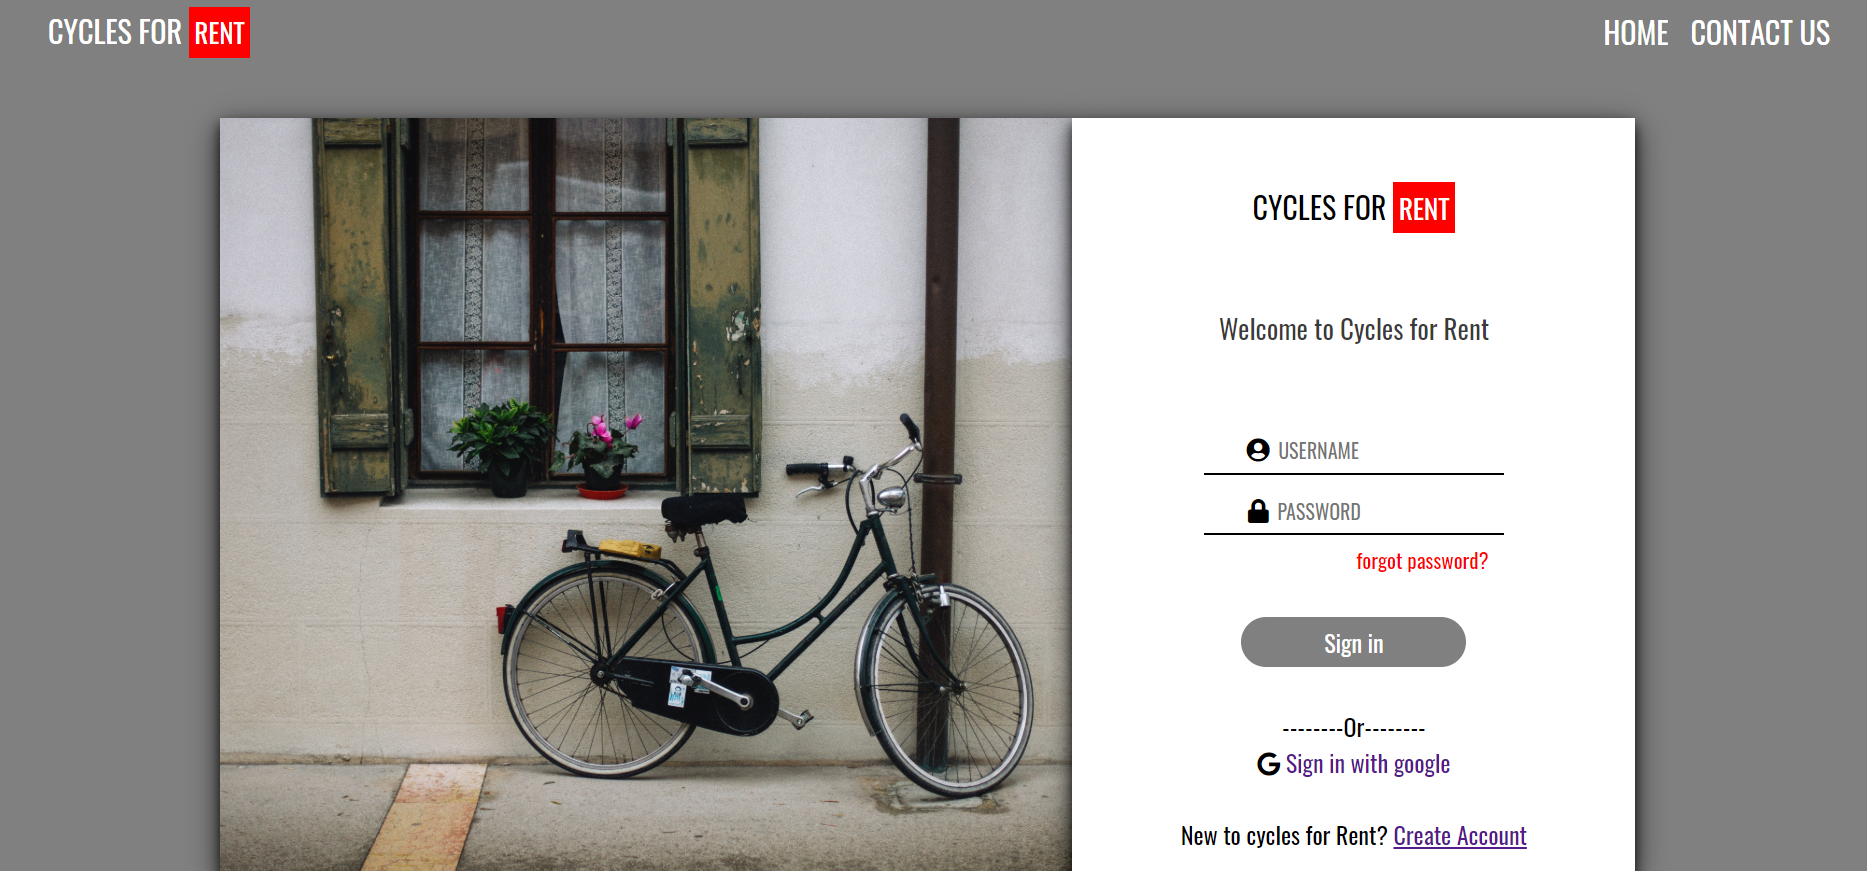 CYCLES FOR RENT
HOME CONTACT US
CYCLES FOR RENT
Welcome to Cycles for Rent
USERNAME
PASSWORD
forgot password?
Sign in
--------Or--------
Sign in with google
New to cycles for Rent? Create Account